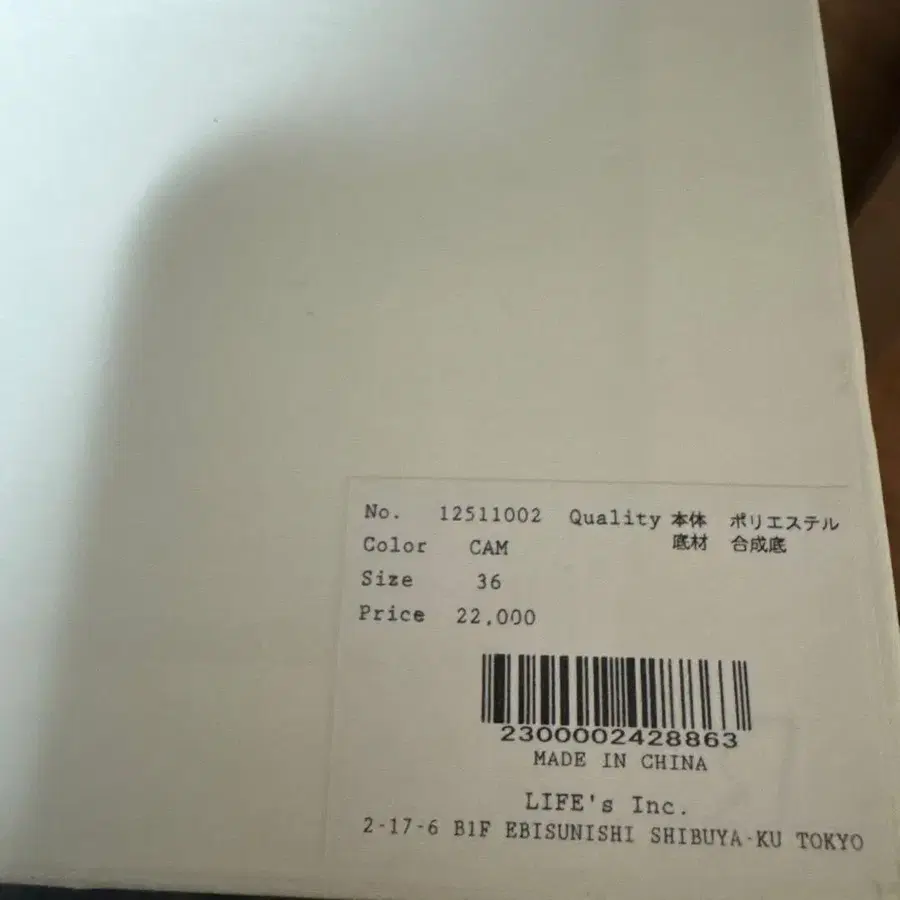 No. 12511002 Quality 本体 ポリエステル
底材 合成底
Color CAM
Size 36
Price 22,000
2300002428863
MADE IN CHINA
LIFE's Inc.
2-17-6 B1F EBISUNISHI SHIBUYA-KU TOKYO